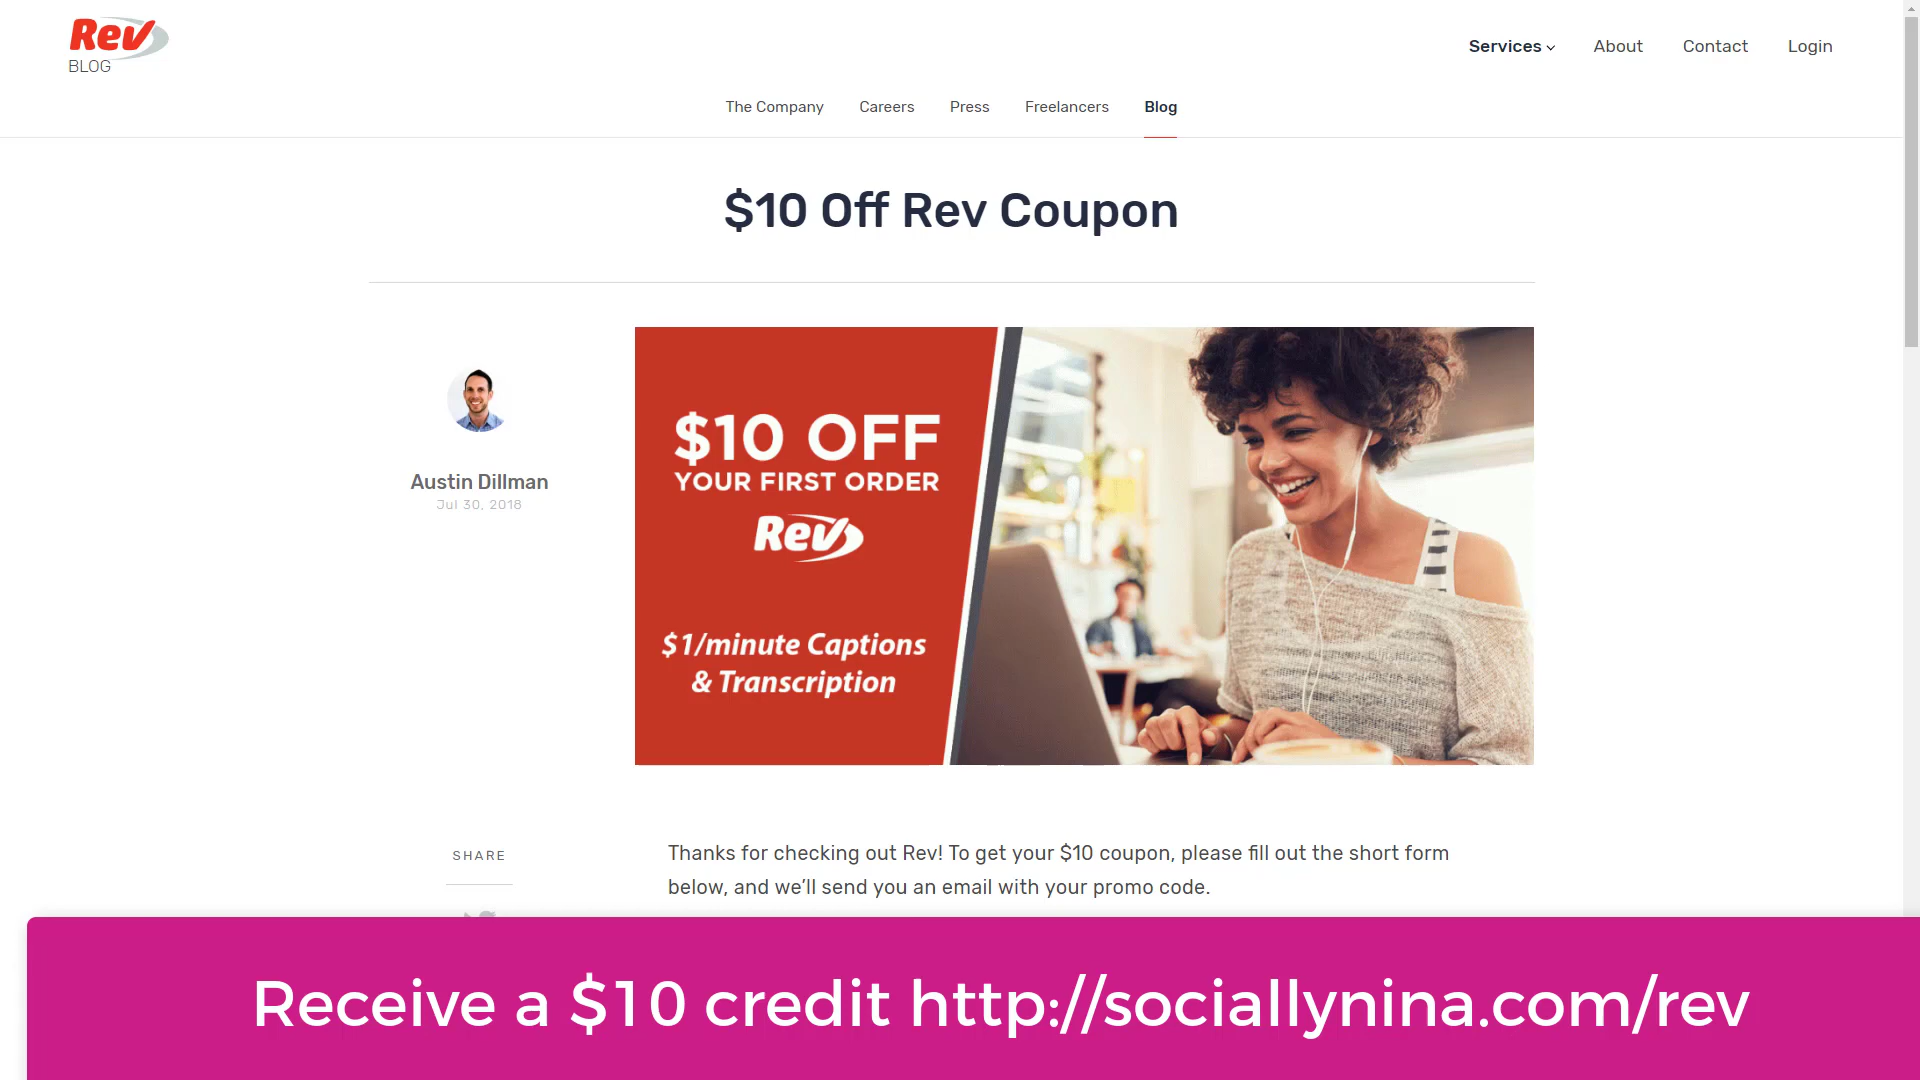 Rev
BLOG
Services
About
Contact
Login
The Company
Careers
Press
Freelancers
Blog
$10 Off Rev Coupon
Austin Dillman
Jul 30, 2018
$10 OFF
YOUR FIRST ORDER
Rev
$1/minute Captions
& Transcription
SHARE
Thanks for checking out Rev! To get your $10 coupon, please fill out the short form
below, and we’ll send you an email with your promo code.
Receive a $10 credit http://sociallynina.com/rev